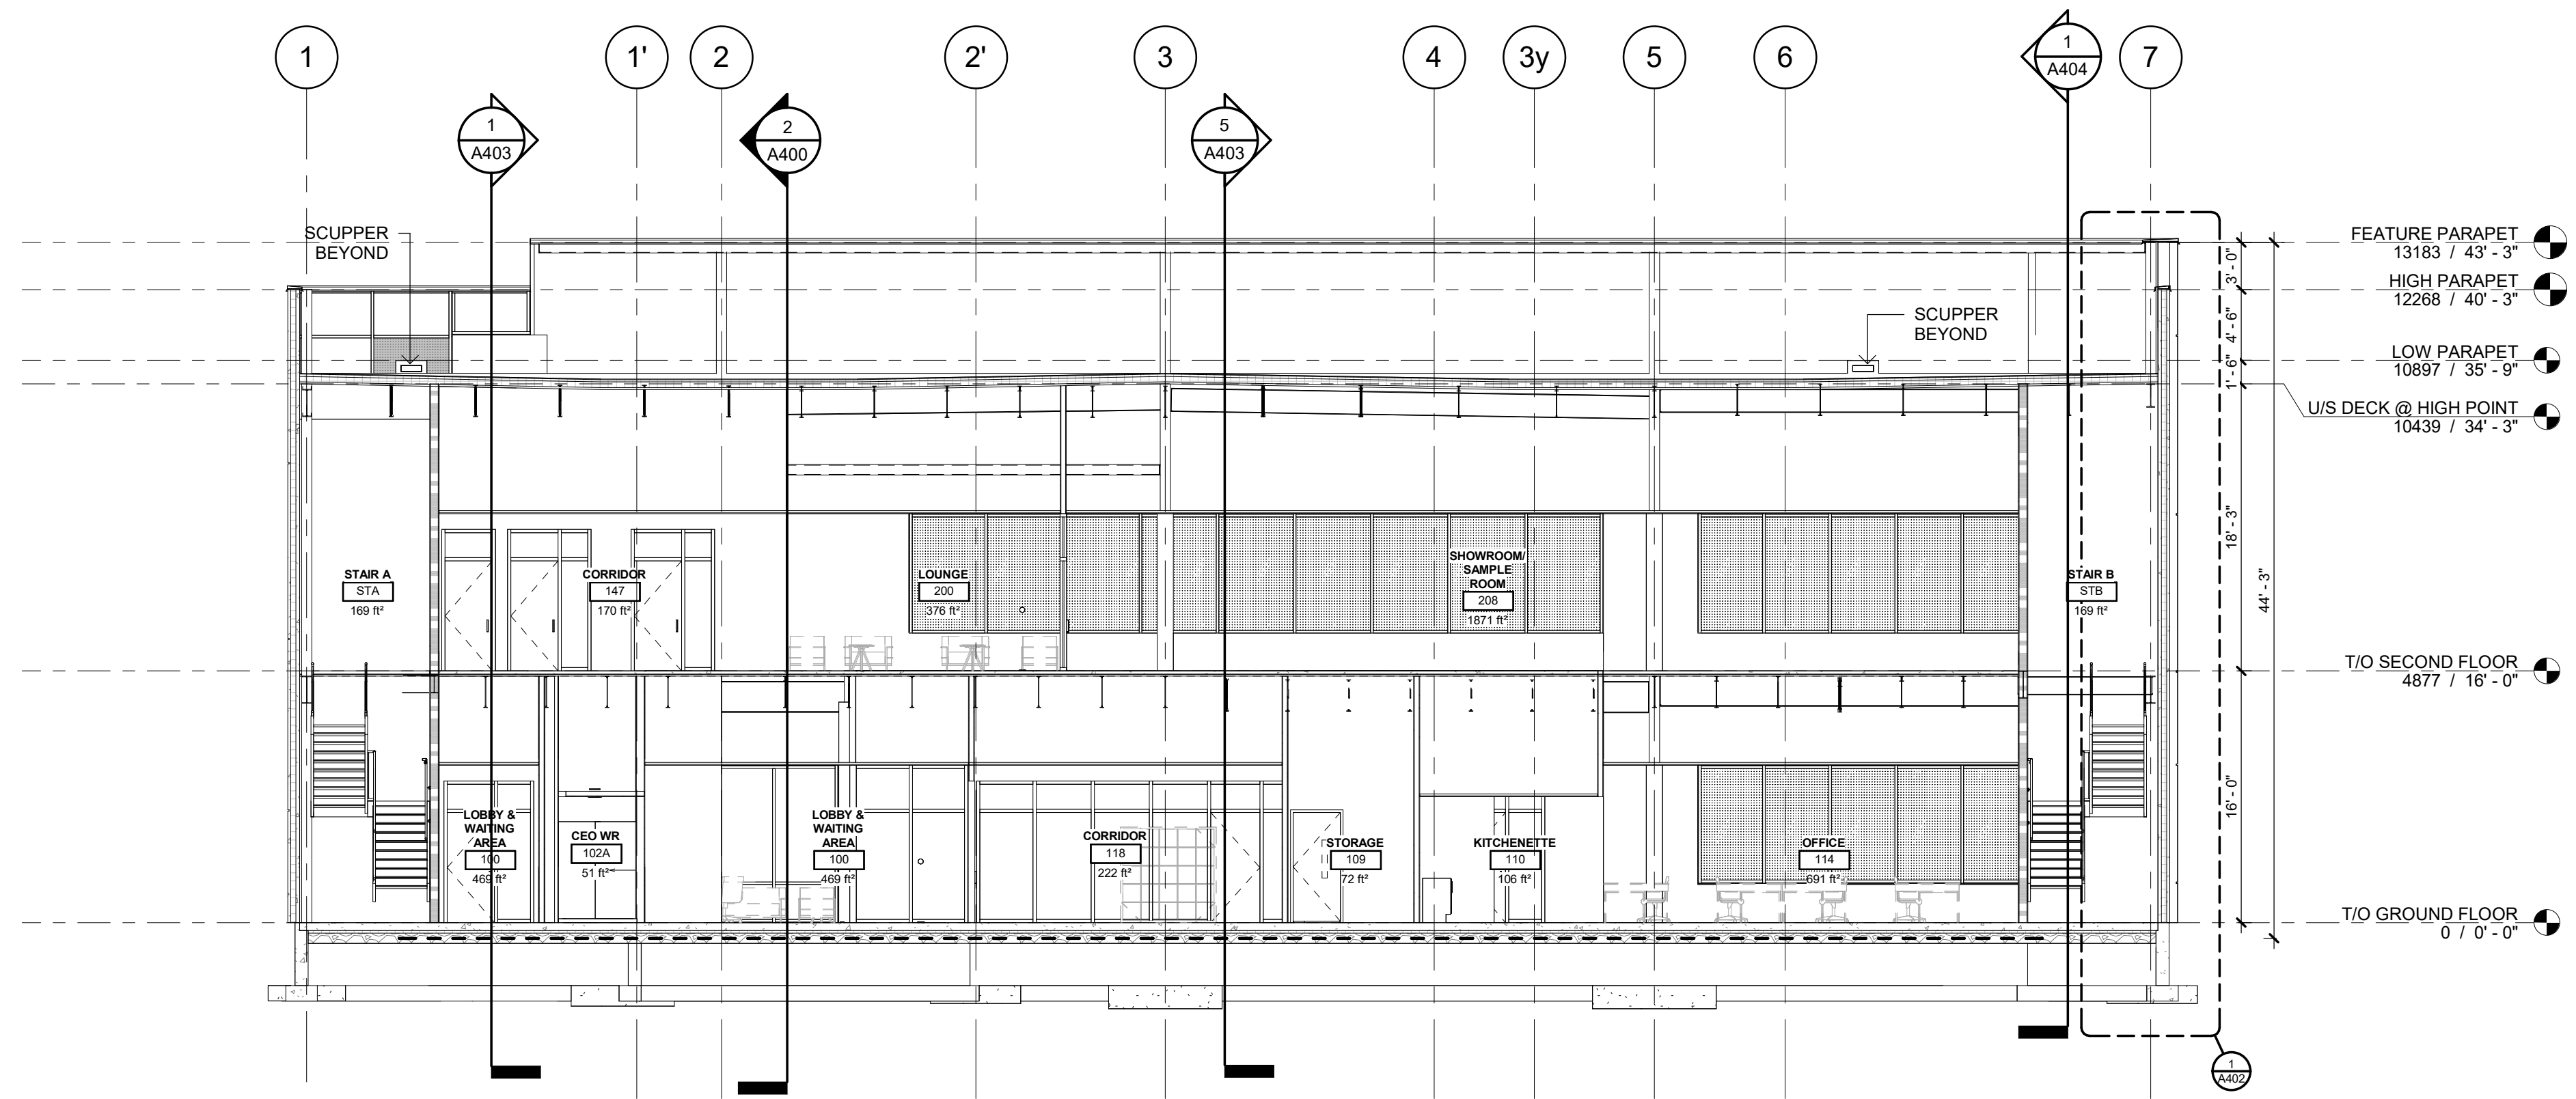 1
1'
2
2'
3
4
3y
5
6
1
A404
7
1
A403
2
A400
5
A403
SCUPPER
BEYOND
SCUPPER
BEYOND
FEATURE PARAPET
13183 / 43' - 3"
HIGH PARAPET
12268 / 40' - 3"
LOW PARAPET
10897 / 35' - 9"
U/S DECK @ HIGH POINT
10439 / 34' - 3"
T/O SECOND FLOOR
4877 / 16' - 0"
T/O GROUND FLOOR
0 / 0' - 0"
3' - 0"
4' - 6"
1' - 6"
18' - 3"
16' - 0"
44' - 3"
STAIR A
STA
169 ft²
CORRIDOR
147
170 ft²
LOUNGE
200
376 ft²
SHOWROOM/
SAMPLE
ROOM
208
1871 ft²
STAIR B
STB
169 ft²
LOBBY &
WAITING
AREA
100
469 ft²
CEO WR
102A
51 ft²
LOBBY &
WAITING
AREA
100
469 ft²
CORRIDOR
118
222 ft²
STORAGE
109
72 ft²
KITCHENETTE
110
106 ft²
OFFICE
114
691 ft²
1
A402